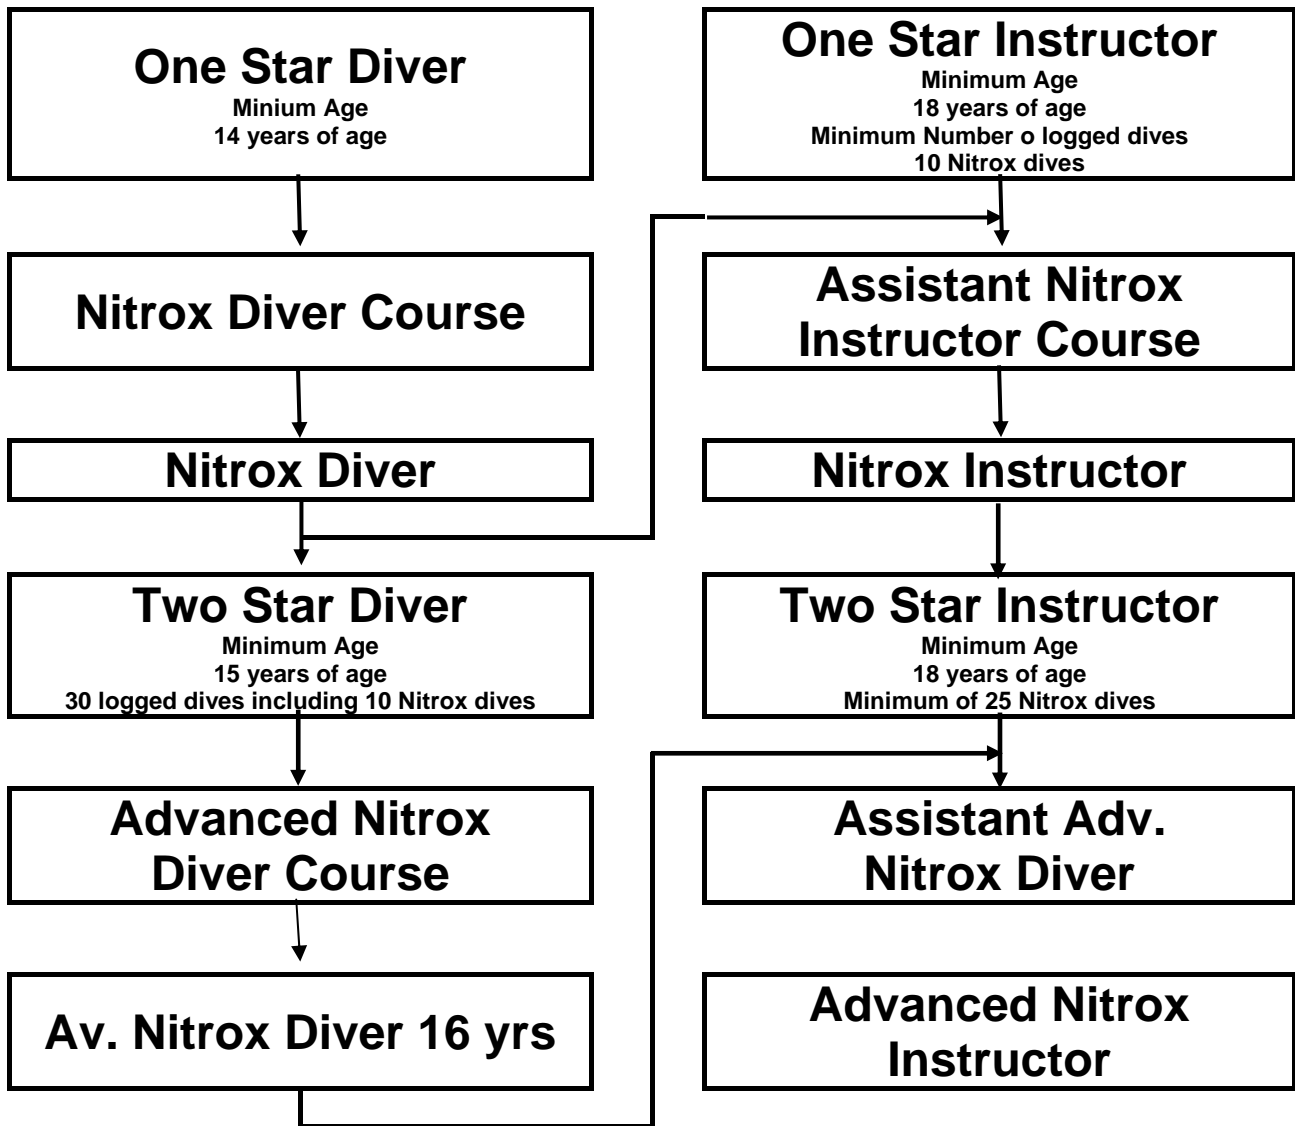 One Star Diver
Minium Age
14 years of age
Nitrox Diver Course
Nitrox Diver
Two Star Diver
Minimum Age
15 years of age
30 logged dives including 10 Nitrox dives
Advanced Nitrox
Diver Course
Av. Nitrox Diver 16 yrs
One Star Instructor
Minimum Age
18 years of age
Minimum Number o logged dives
10 Nitrox dives
Assistant Nitrox
Instructor Course
Nitrox Instructor
Two Star Instructor
Minimum Age
18 years of age
Minimum of 25 Nitrox dives
Assistant Adv.
Nitrox Diver
Advanced Nitrox
Instructor